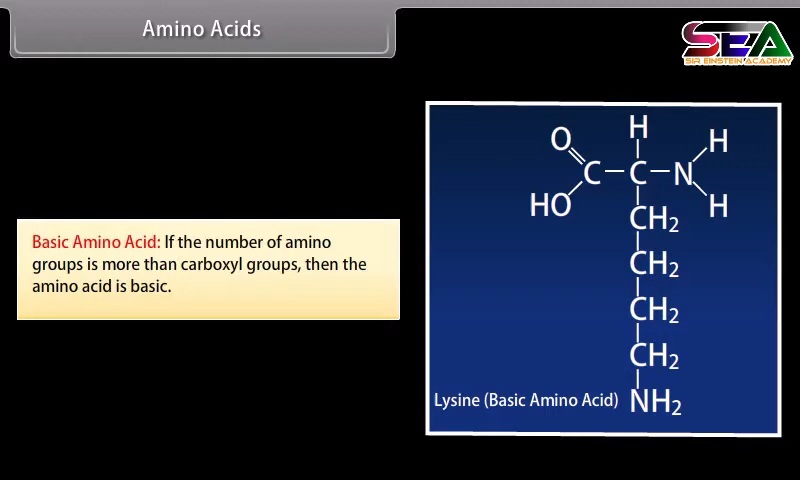 Amino Acids
SEA
SIR EINSTEIN ACADEMY
Basic Amino Acid: If the number of amino
groups is more than carboxyl groups, then the
amino acid is basic.
H
O H
C C N
HO H
CH2
CH2
CH2
CH2
Lysine (Basic Amino Acid) NH2